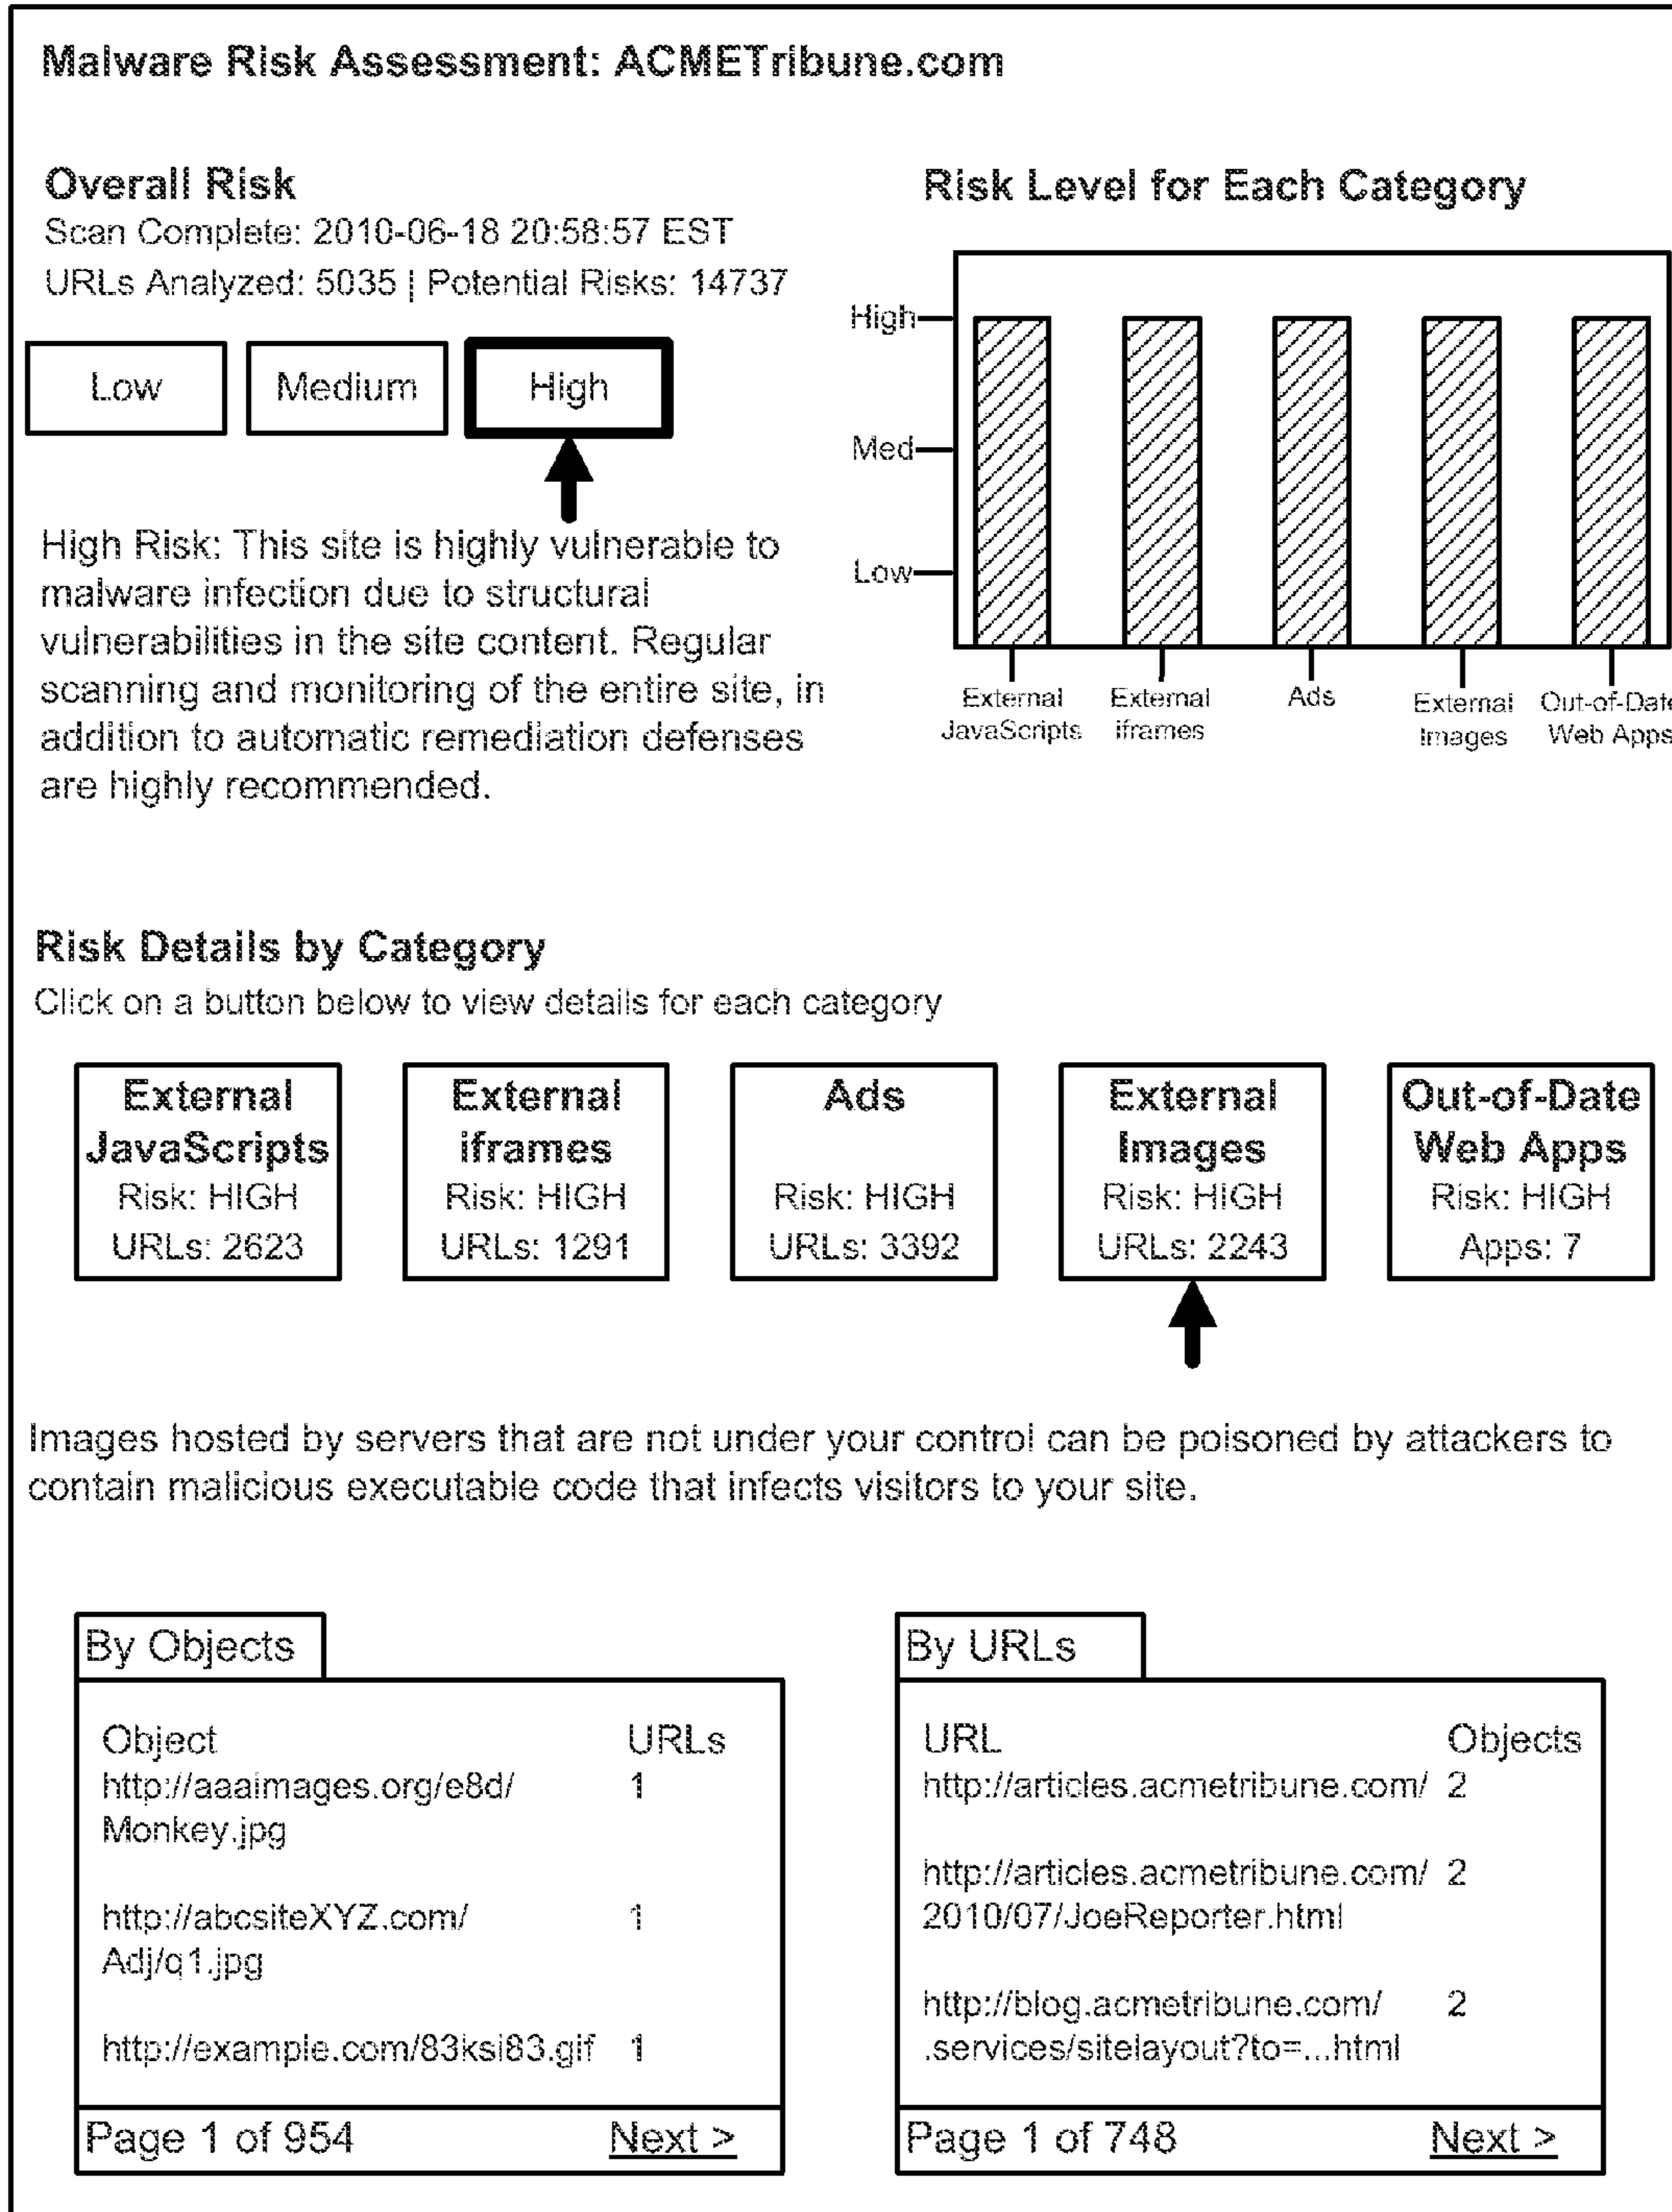 Malware Risk Assessment: ACMETribune.com
Overall Risk
Scan Complete: 2010-06-18 20:58:57 EST
URLs Analyzed: 5035 | Potential Risks: 14737
Low
Medium
High
High Risk: This site is highly vulnerable to
malware infection due to structural
vulnerabilities in the site content. Regular
scanning and monitoring of the entire site, in
addition to automatic remediation defenses
are highly recommended.
Risk Level for Each Category
High
Med
Low
External
JavaScripts
External
iframes
Ads
External
Images
Out-of-Date
Web Apps
Risk Details by Category
Click on a button below to view details for each category
External
JavaScripts
Risk: HIGH
URLs: 2623
External
iframes
Risk: HIGH
URLs: 1291
Ads
Risk: HIGH
URLs: 3392
External
Images
Risk: HIGH
URLs: 2243
Out-of-Date
Web Apps
Risk: HIGH
Apps: 7
Images hosted by servers that are not under your control can be poisoned by attackers to
contain malicious executable code that infects visitors to your site.
By Objects
Object URLs
http://aaaimages.org/e8d/ 1
Monkey.jpg
http://abcsiteXYZ.com/ 1
Adj/q1.jpg
http://example.com/83ksi83.gif 1
Page 1 of 954 Next >
By URLs
URL Objects
http://articles.acmetribune.com/ 2
http://articles.acmetribune.com/ 2
2010/07/JoeReporter.html
http://blog.acmetribune.com/ 2
.services/sitelayout?to=...html
Page 1 of 748 Next >